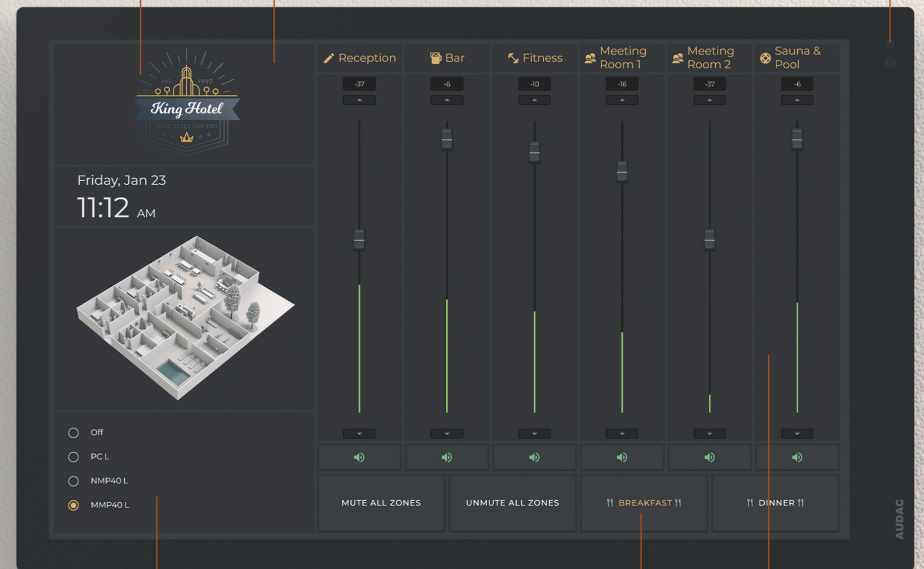 est.
1997
King Hotel
Friday, Jan 23
11:12 AM
Off
PC L
NMP40 L
MMP40 L
Reception
Bar
Fitness
Meeting
Room 1
Meeting
Room 2
Sauna &
Pool
-37
-6
-10
-16
-37
-6
MUTE ALL ZONES
UNMUTE ALL ZONES
BREAKFAST
DINNER
AUDAC